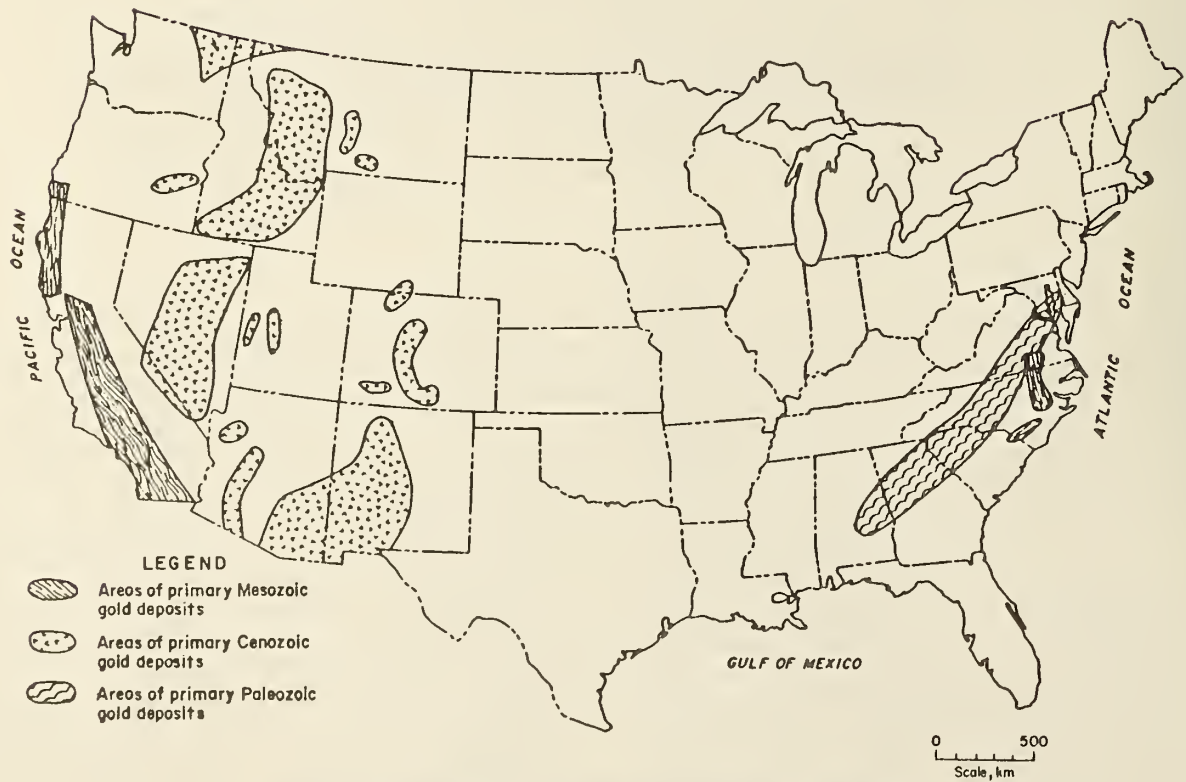 PACIFIC OCEAN
ATLANTIC OCEAN
GULF OF MEXICO
LEGEND
Areas of primary Mesozoic
gold deposits
Areas of primary Cenozoic
gold deposits
Areas of primary Paleozoic
gold deposits
0 500
Scale, km